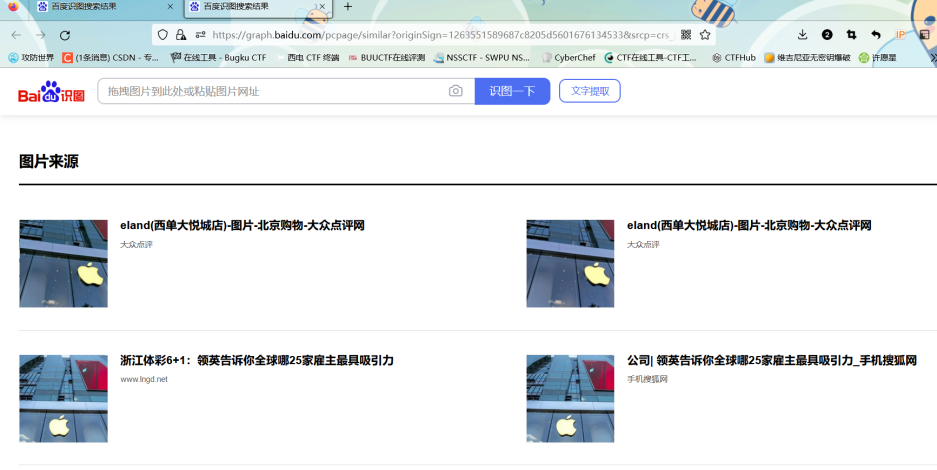 百度识图搜索结果
百度识图搜索结果
https://graph.baidu.com/pcpage/similar?originSign=1263551589687c8205d5601676134533&srcp=crs_
攻防世界 (1条消息) CSDN - 专... 在线工具 - Bugku CTF 西电 CTF 终端 BUUCTF在线评测 NSSCTF - SWPU NS... CyberChef CTF在线工具-CTF工... CTFHub 维吉尼亚无密钥爆破 许愿星
Bai du 识图 拖拽图片到此处或粘贴图片网址 识图一下 文字提取
图片来源
eland(西单大悦城店)-图片-北京购物-大众点评网
大众点评
eland(西单大悦城店)-图片-北京购物-大众点评网
大众点评
浙江体彩6+1：领英告诉你全球哪25家雇主最具吸引力
www.lngd.net
公司| 领英告诉你全球哪25家雇主最具吸引力_手机搜狐网
手机搜狐网